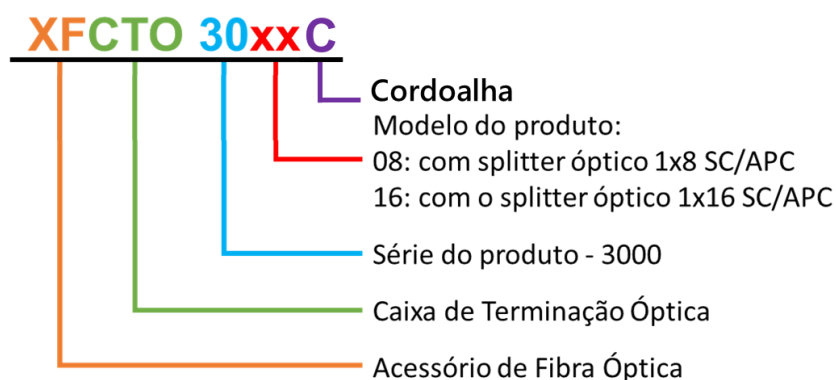 XFCTO 30xxC
Cordoalha
Modelo do produto:
08: com splitter óptico 1x8 SC/APC
16: com o splitter óptico 1x16 SC/APC
Série do produto - 3000
Caixa de Terminação Óptica
Acessório de Fibra Óptica